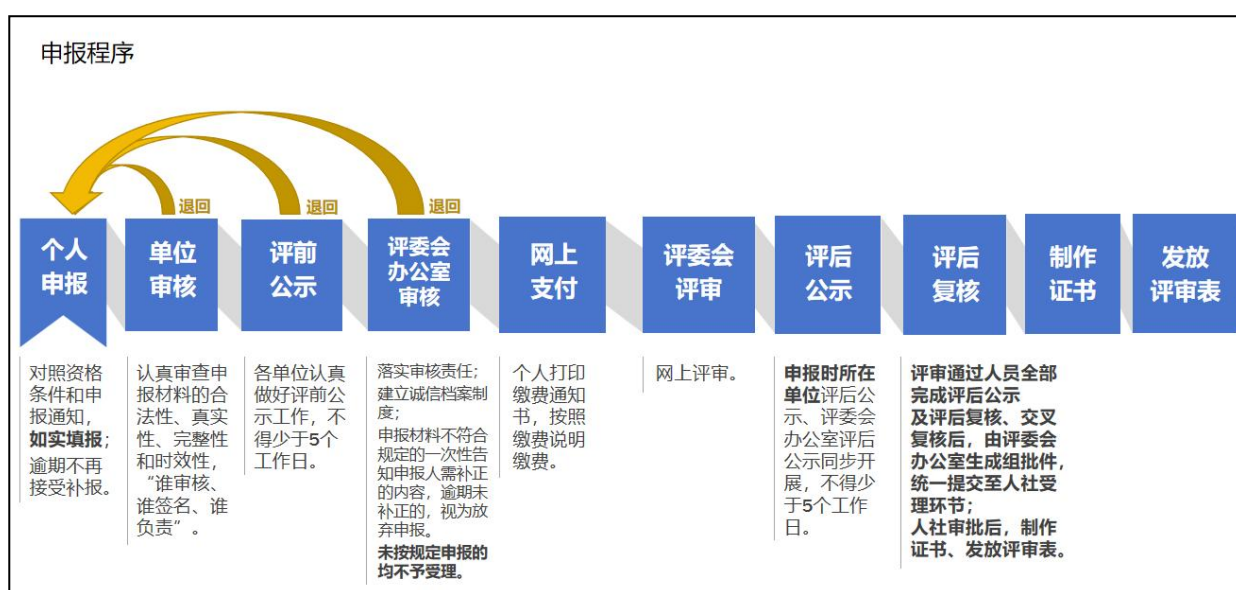 申报程序
退回
退回
退回
个人
申报
单位
审核
评前
公示
评委会
办公室
审核
网上
支付
评委会
评审
评后
公示
评后
复核
制作
证书
发放
评审表
对照资格
条件和申
报通知,
如实填报;
逾期不再
接受补报。
认真审查申
报材料的合
法性、真实
性、完整性
和时效性,
“谁审核、
谁签名、谁
负责”。
各单位认真
做好评前公
示工作，不
得少于5个
工作日。
落实审核责任；
建立诚信档案制
度；
申报材料不符合
规定的一次性告
知申报人需补正
的内容，逾期未
补正的，视为放
弃申报。
未按规定申报的
均不予受理。
个人打印
缴费通知
书，按照
缴费说明
缴费。
网上评审。
申报时所在
单位评后公
示、评委会
办公室评后
公示同步开
展，不得少
于5个工作
日。
评审通过人员全部
完成评后公示
及评后复核、交叉
复核后，由评委会
办公室生成组批件，
统一提交至人社受
理环节；
人社审批后，制作
证书、发放评审表。